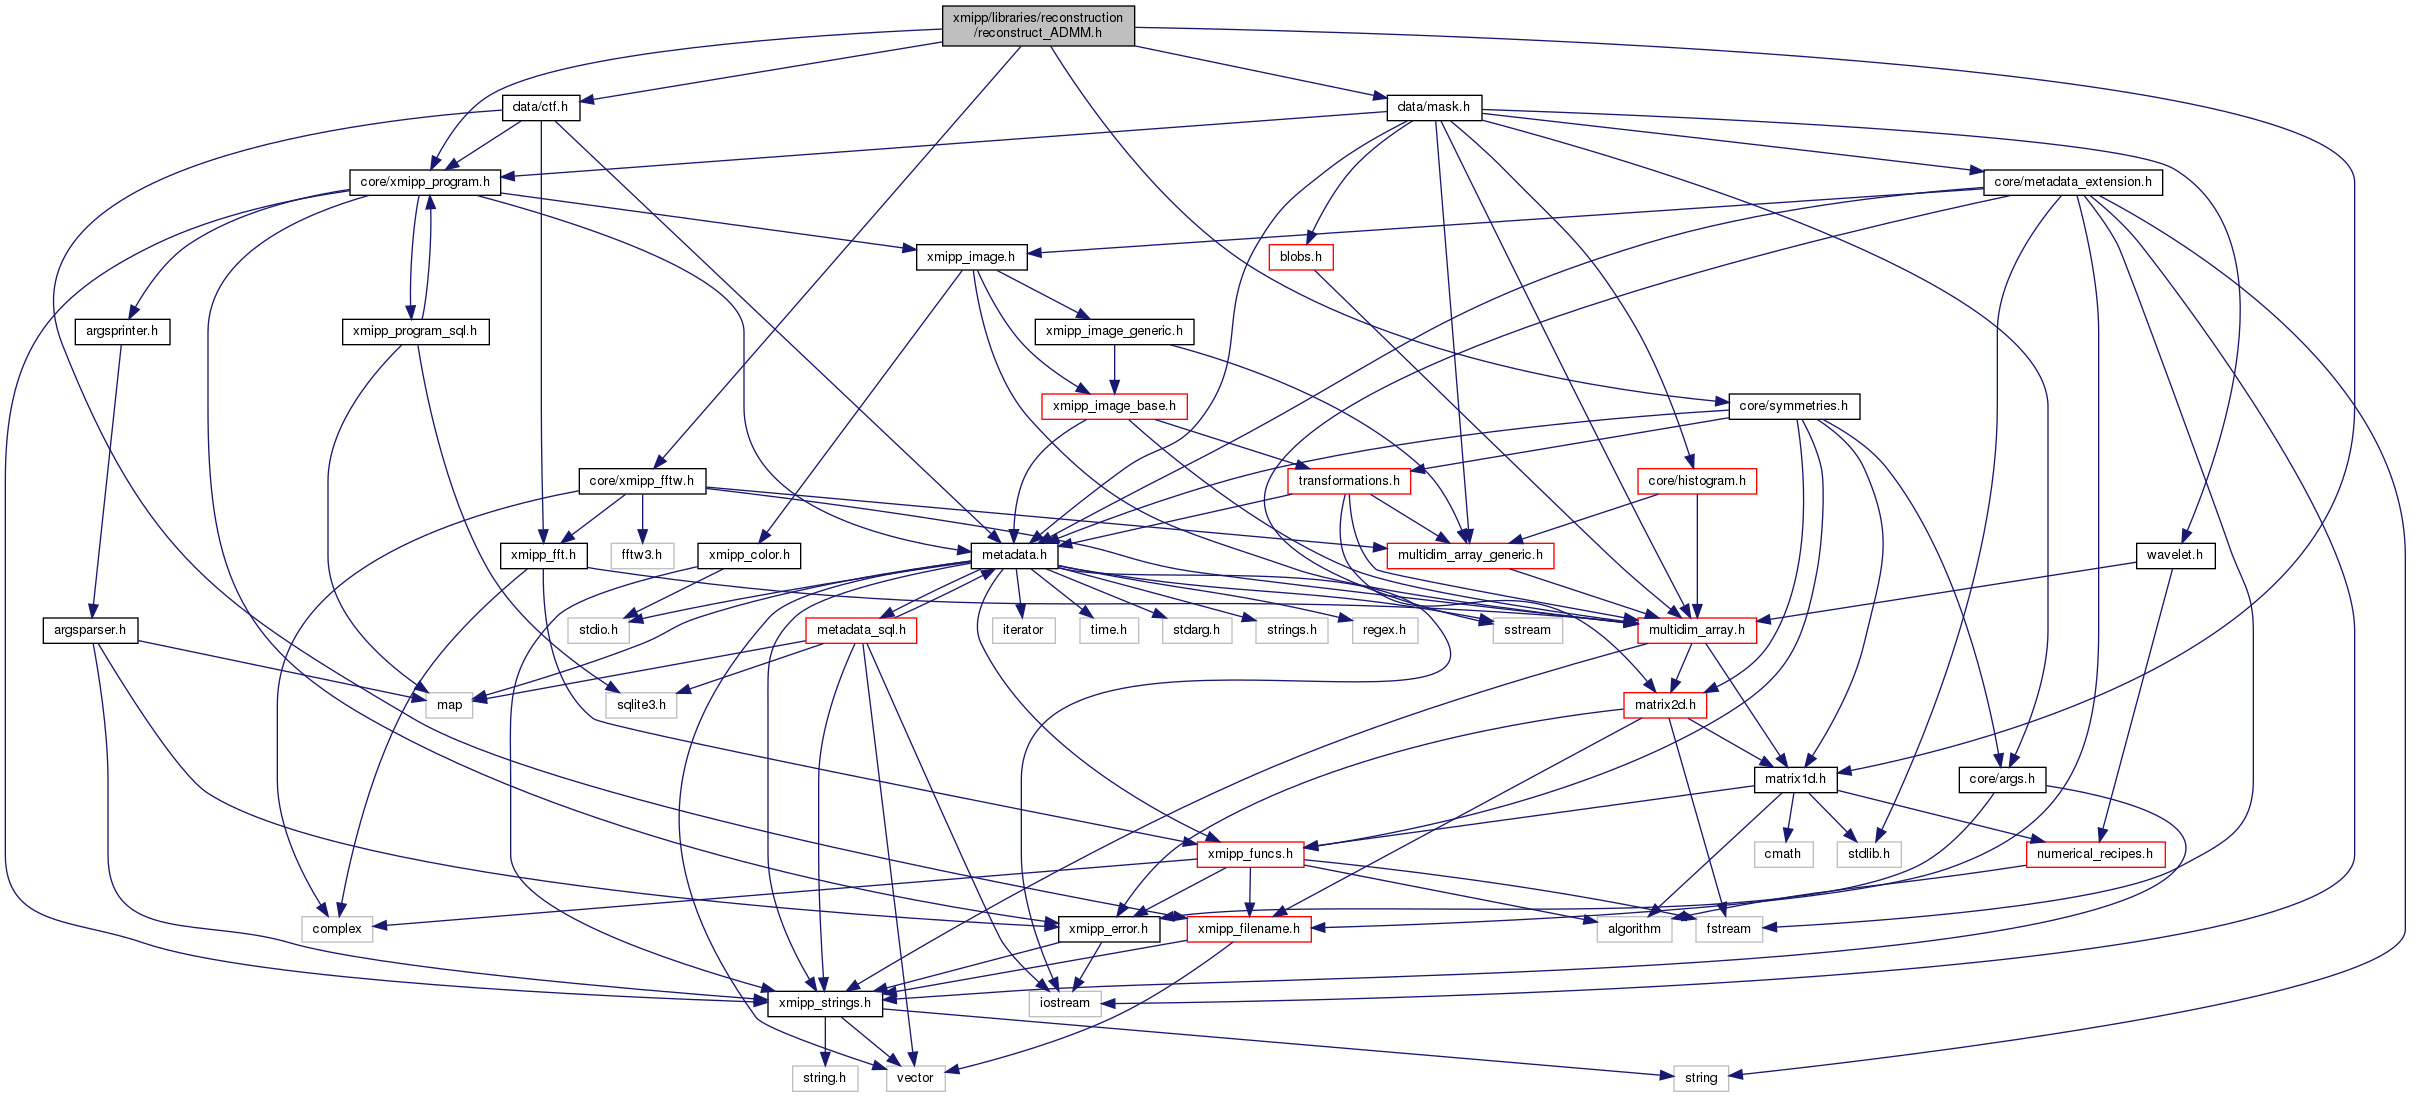 xmipp/libraries/reconstruction
/reconstruct_ADMM.h
data/ctf.h
data/mask.h
core/xmipp_program.h
core/metadata_extension.h
xmipp_image.h
blobs.h
argsprinter.h
xmipp_program_sql.h
xmipp_image_generic.h
xmipp_image_base.h
core/symmetries.h
core/xmipp_fftw.h
transformations.h
core/histogram.h
xmipp_fft.h
fftw3.h
xmipp_color.h
metadata.h
multidim_array_generic.h
wavelet.h
argsparser.h
stdio.h
metadata_sql.h
iterator
time.h
stdarg.h
strings.h
regex.h
sstream
multidim_array.h
map
sqlite3.h
matrix2d.h
matrix1d.h
core/args.h
xmipp_funcs.h
cmath
stdlib.h
numerical_recipes.h
complex
xmipp_error.h
xmipp_filename.h
algorithm
fstream
xmipp_strings.h
iostream
string.h
vector
string